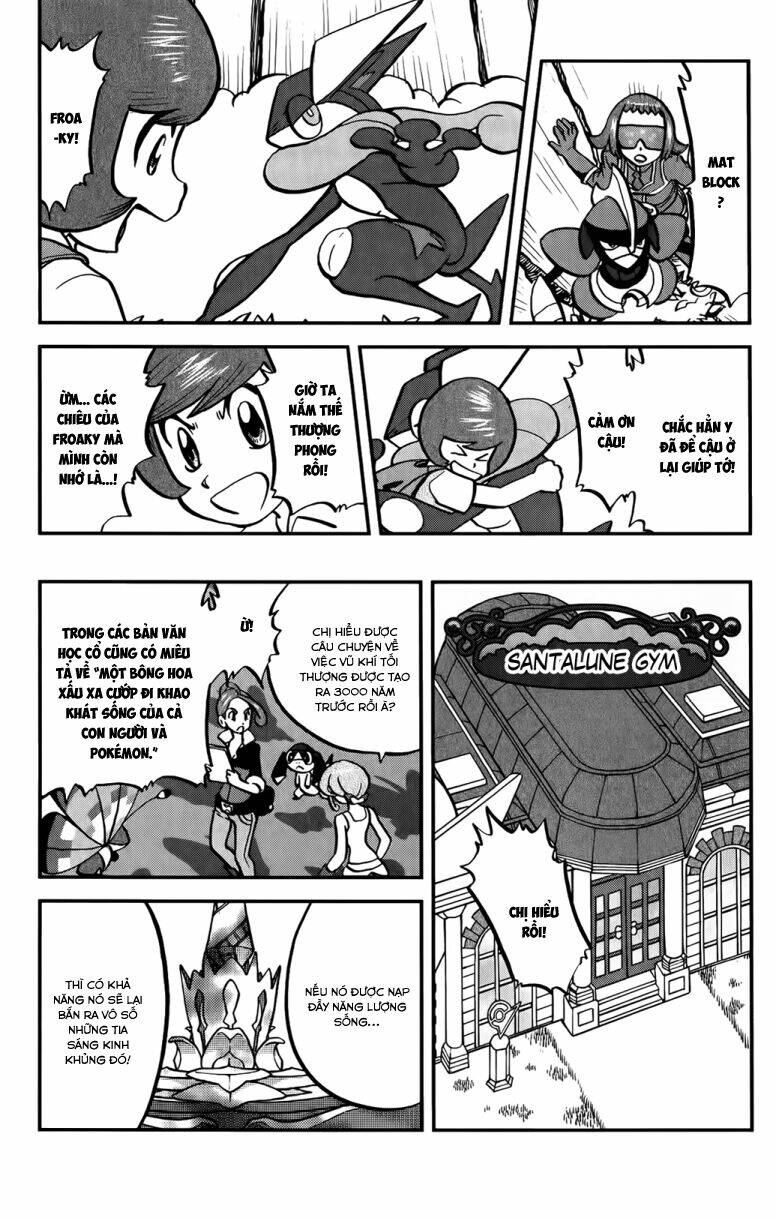 MAT
BLOCK
?
FROA
-KY!
CHẮC HẲN Y
ĐÃ ĐỂ CẬU Ở
LẠI GIÚP TỚ!
CẢM ƠN
CẬU!
GIỜ TA
NẮM THẾ
THƯỢNG
PHONG RỒI!
ỪM... CÁC
CHIÊU CỦA
FROAKY MÀ
MÌNH CÒN
NHỚ LÀ...!
SANTALUNE GYM
CHỊ HIỂU
RỒI!
CHỊ HIỂU ĐƯỢC
CÂU CHUYỆN VỀ
VIỆC VŨ KHÍ TỐI
THƯỢNG ĐƯỢC TẠO
RA 3000 NĂM
TRƯỚC RỒI À?
Ừ!
TRONG CÁC BẢN VĂN
HỌC CỔ CŨNG CÓ MIÊU
TẢ VỀ "MỘT BÔNG HOA
XẤU XA CƯỚP ĐI KHAO
KHÁT SỐNG CỦA CẢ
CON NGƯỜI VÀ
POKÉMON."
NẾU NÓ ĐƯỢC NẠP
ĐẦY NĂNG LƯỢNG
SỐNG...
THÌ CÓ KHẢ
NĂNG NÓ SẼ LẠI
BẮN RA VÔ SỐ
NHỮNG TIA
SÁNG KINH
KHỦNG ĐÓ!